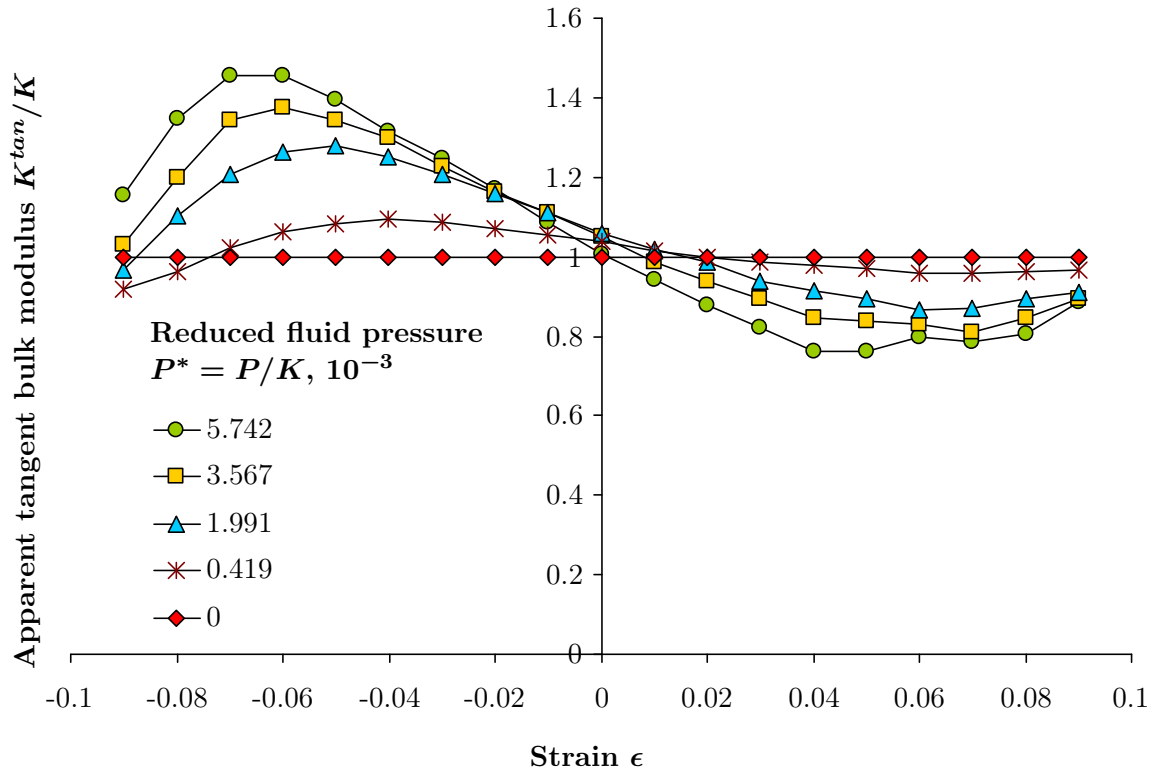 Apparent tangent bulk modulus K^tan/K
1.6
1.4
1.2
1
0.8
0.6
0.4
0.2
0
Reduced fluid pressure
P* = P/K, 10⁻³
5.742
3.567
1.991
0.419
0
-0.1 -0.08 -0.06 -0.04 -0.02 0 0.02 0.04 0.06 0.08 0.1
Strain ϵ